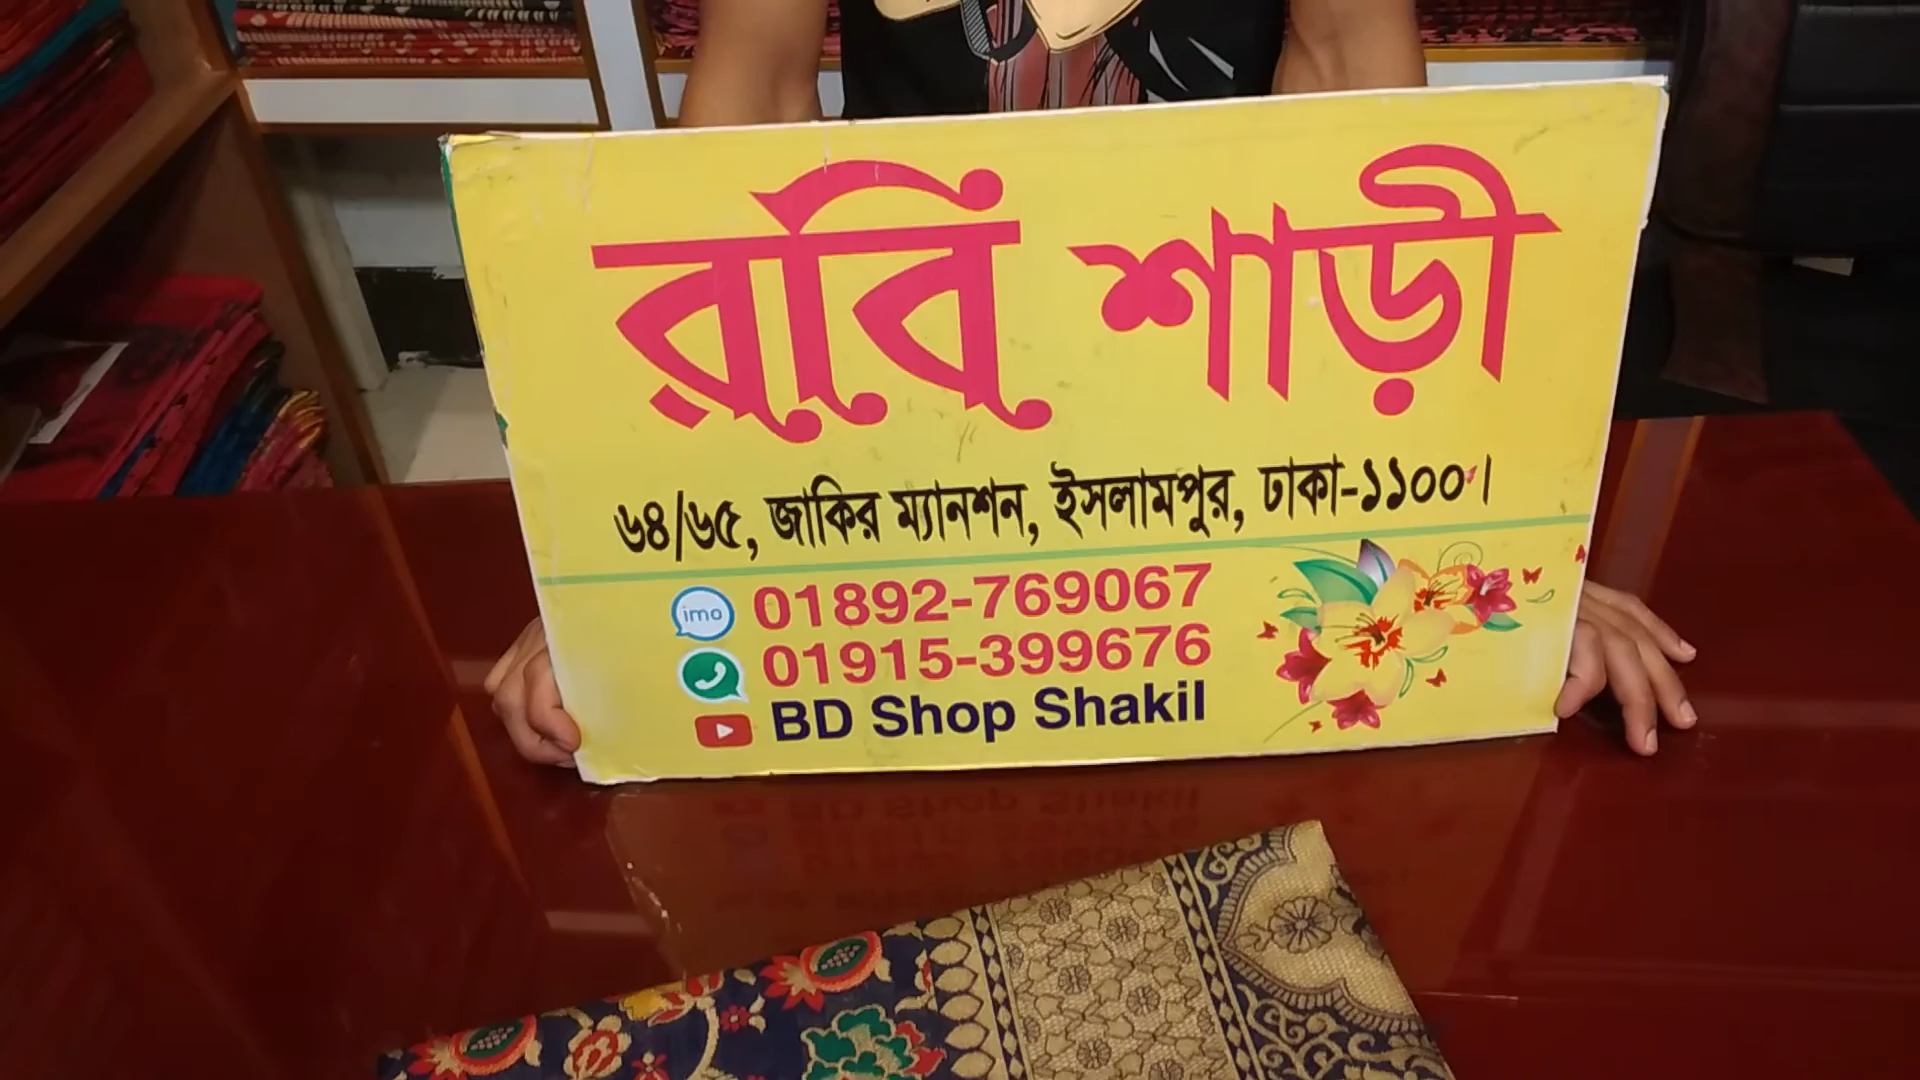 রবি শাড়ী
৬৪/৬৫, জাকির ম্যানশন, ইসলামপুর, ঢাকা-১১০০।
imo 01892-769067
01915-399676
BD Shop Shakil